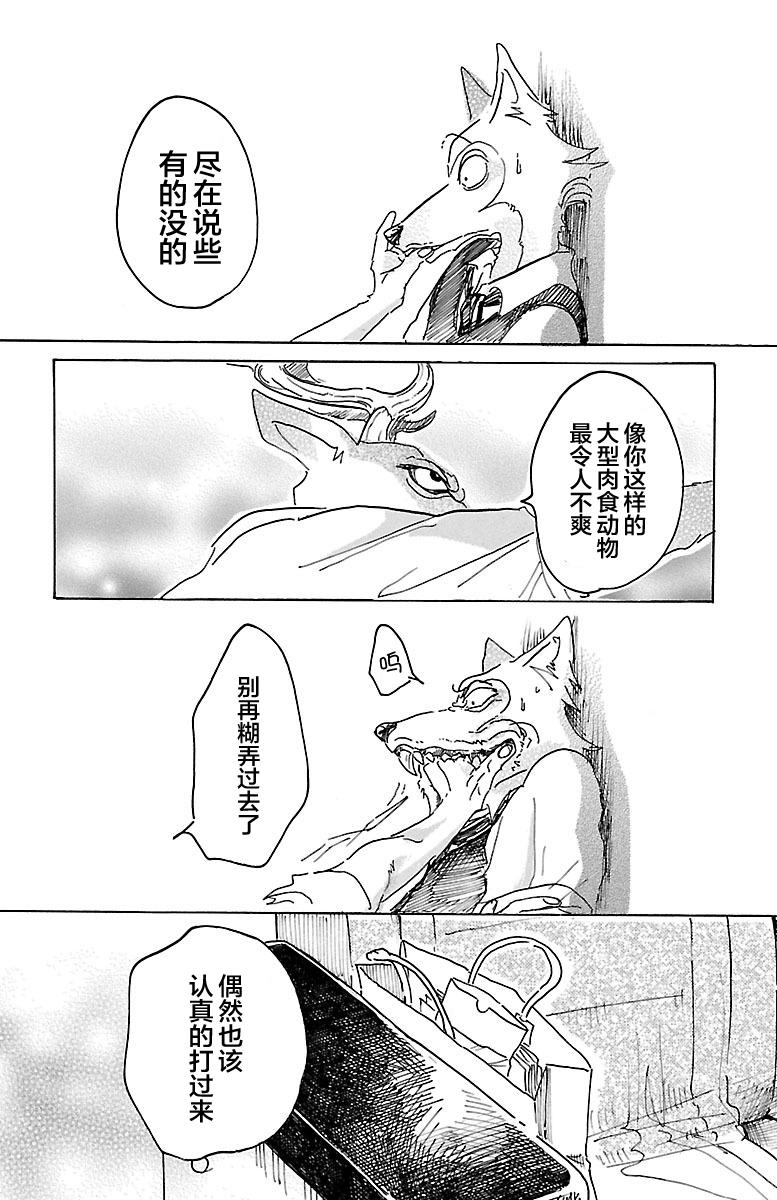 尽在说些
有的没的
像你这样的
大型肉食动物
最令人不爽
呜
别再糊弄过去了
偶然也该
认真的打过来